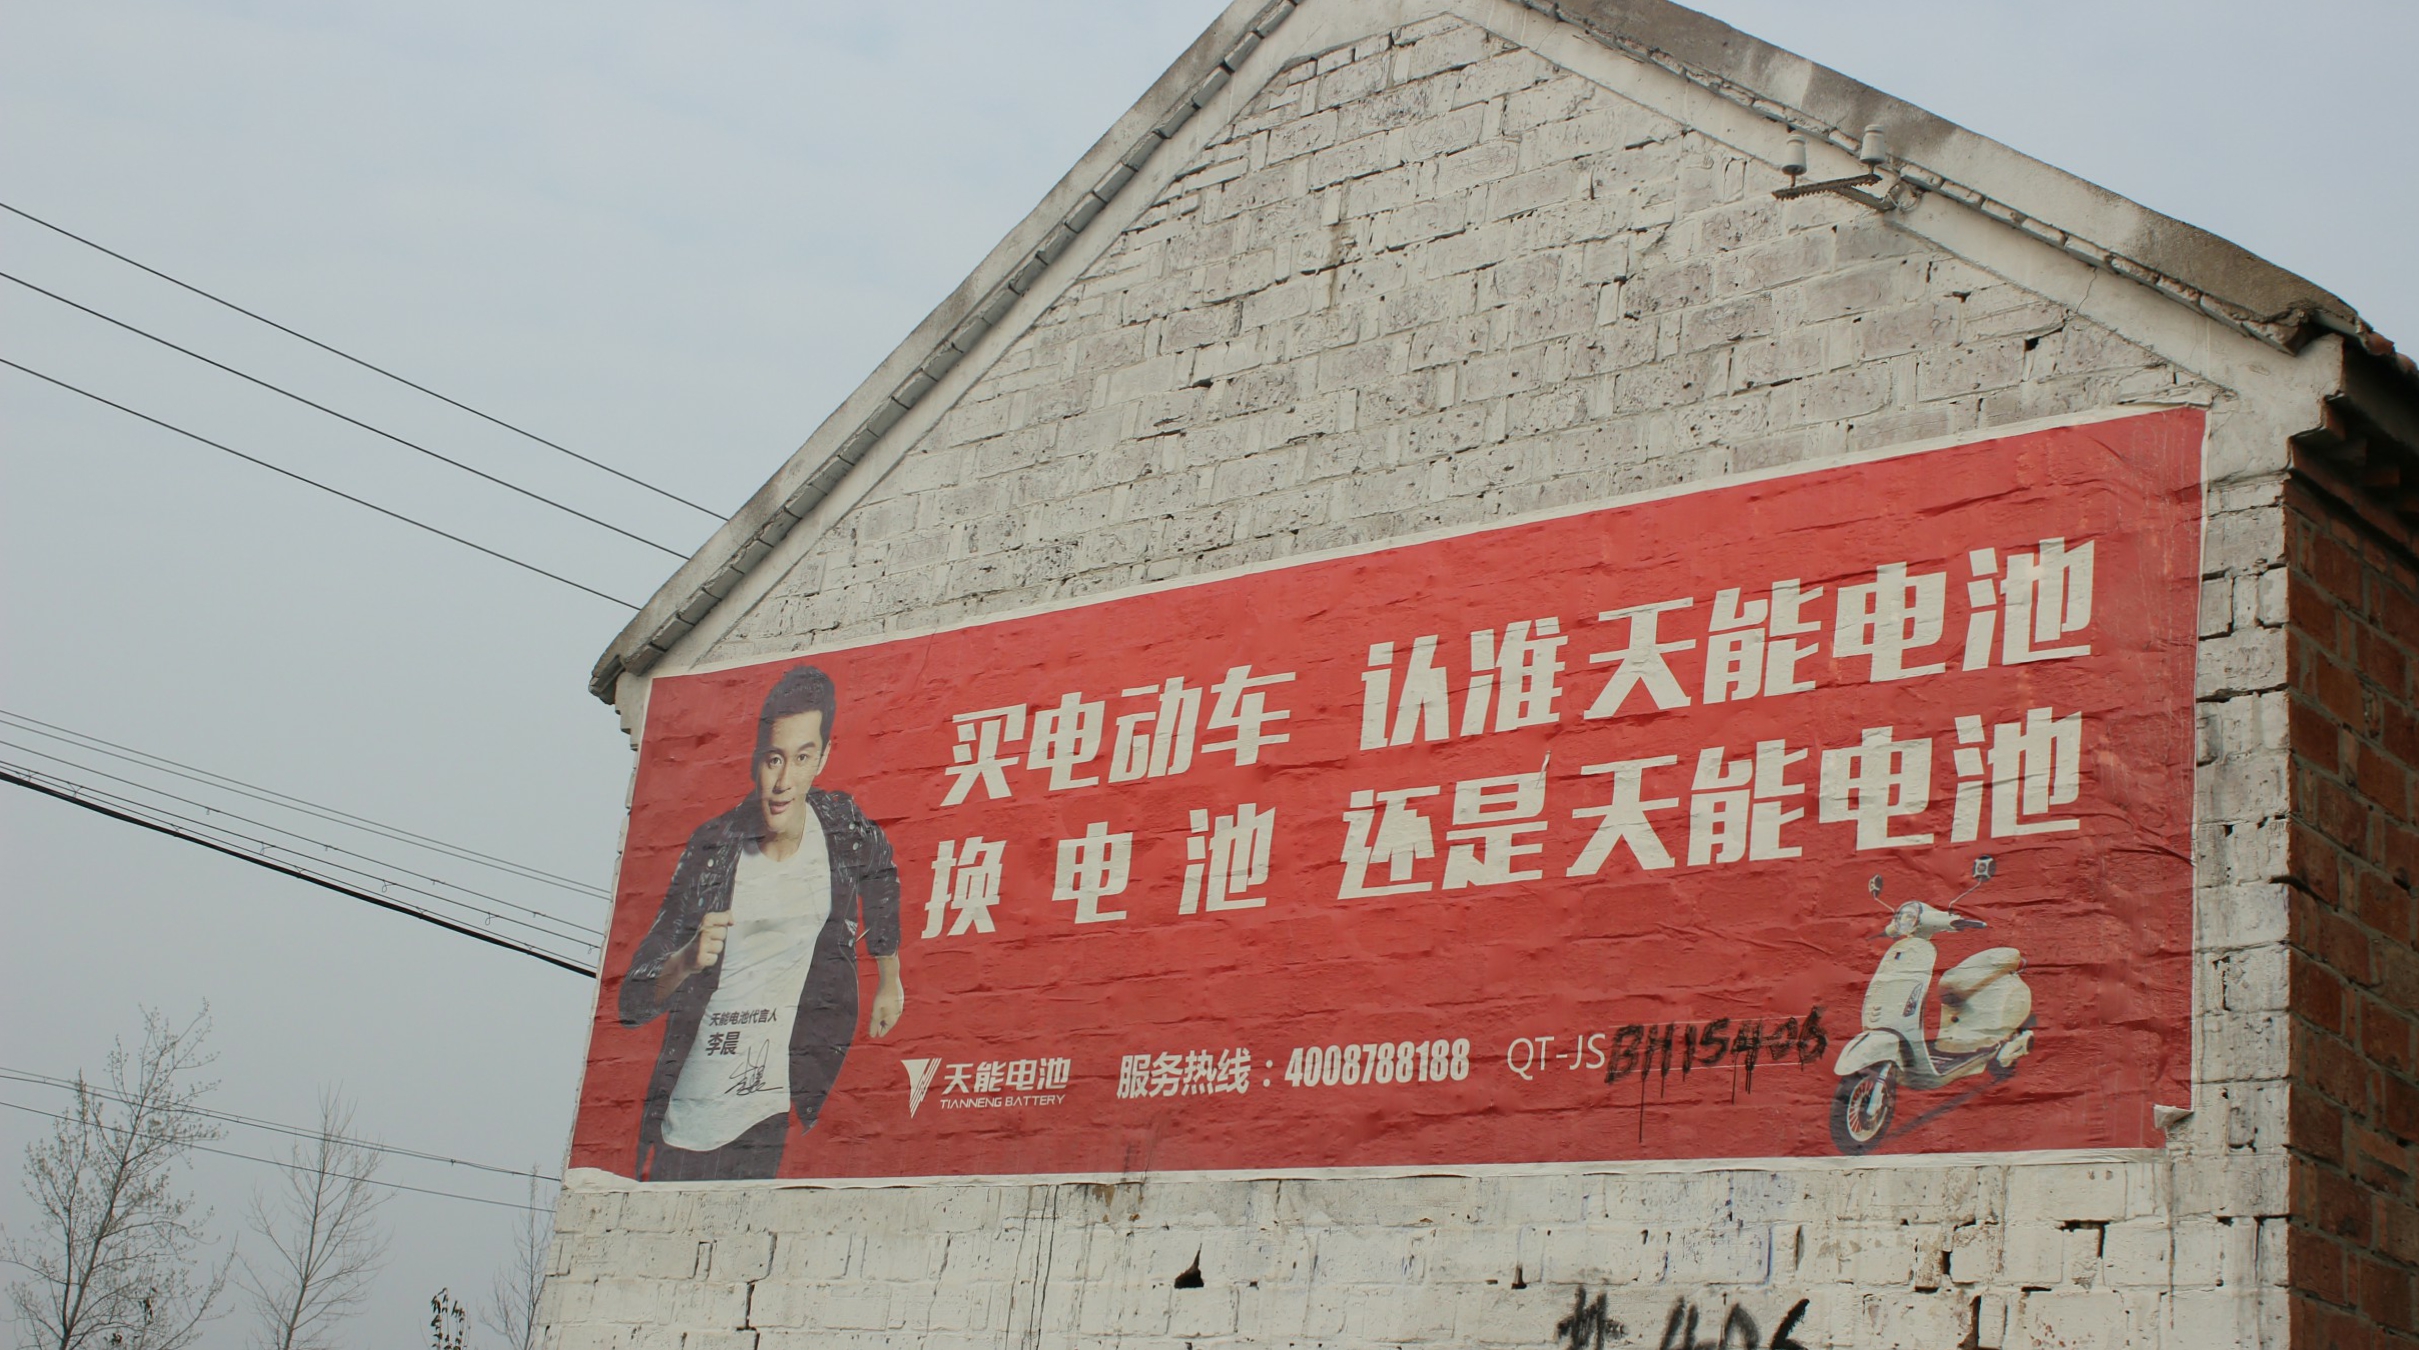 买电动车 认准天能电池
换电池 还是天能电池
天能电池代言人
李晨
天能电池
TIANNENG BATTERY
服务热线：4008788188
QT-JSBH15406